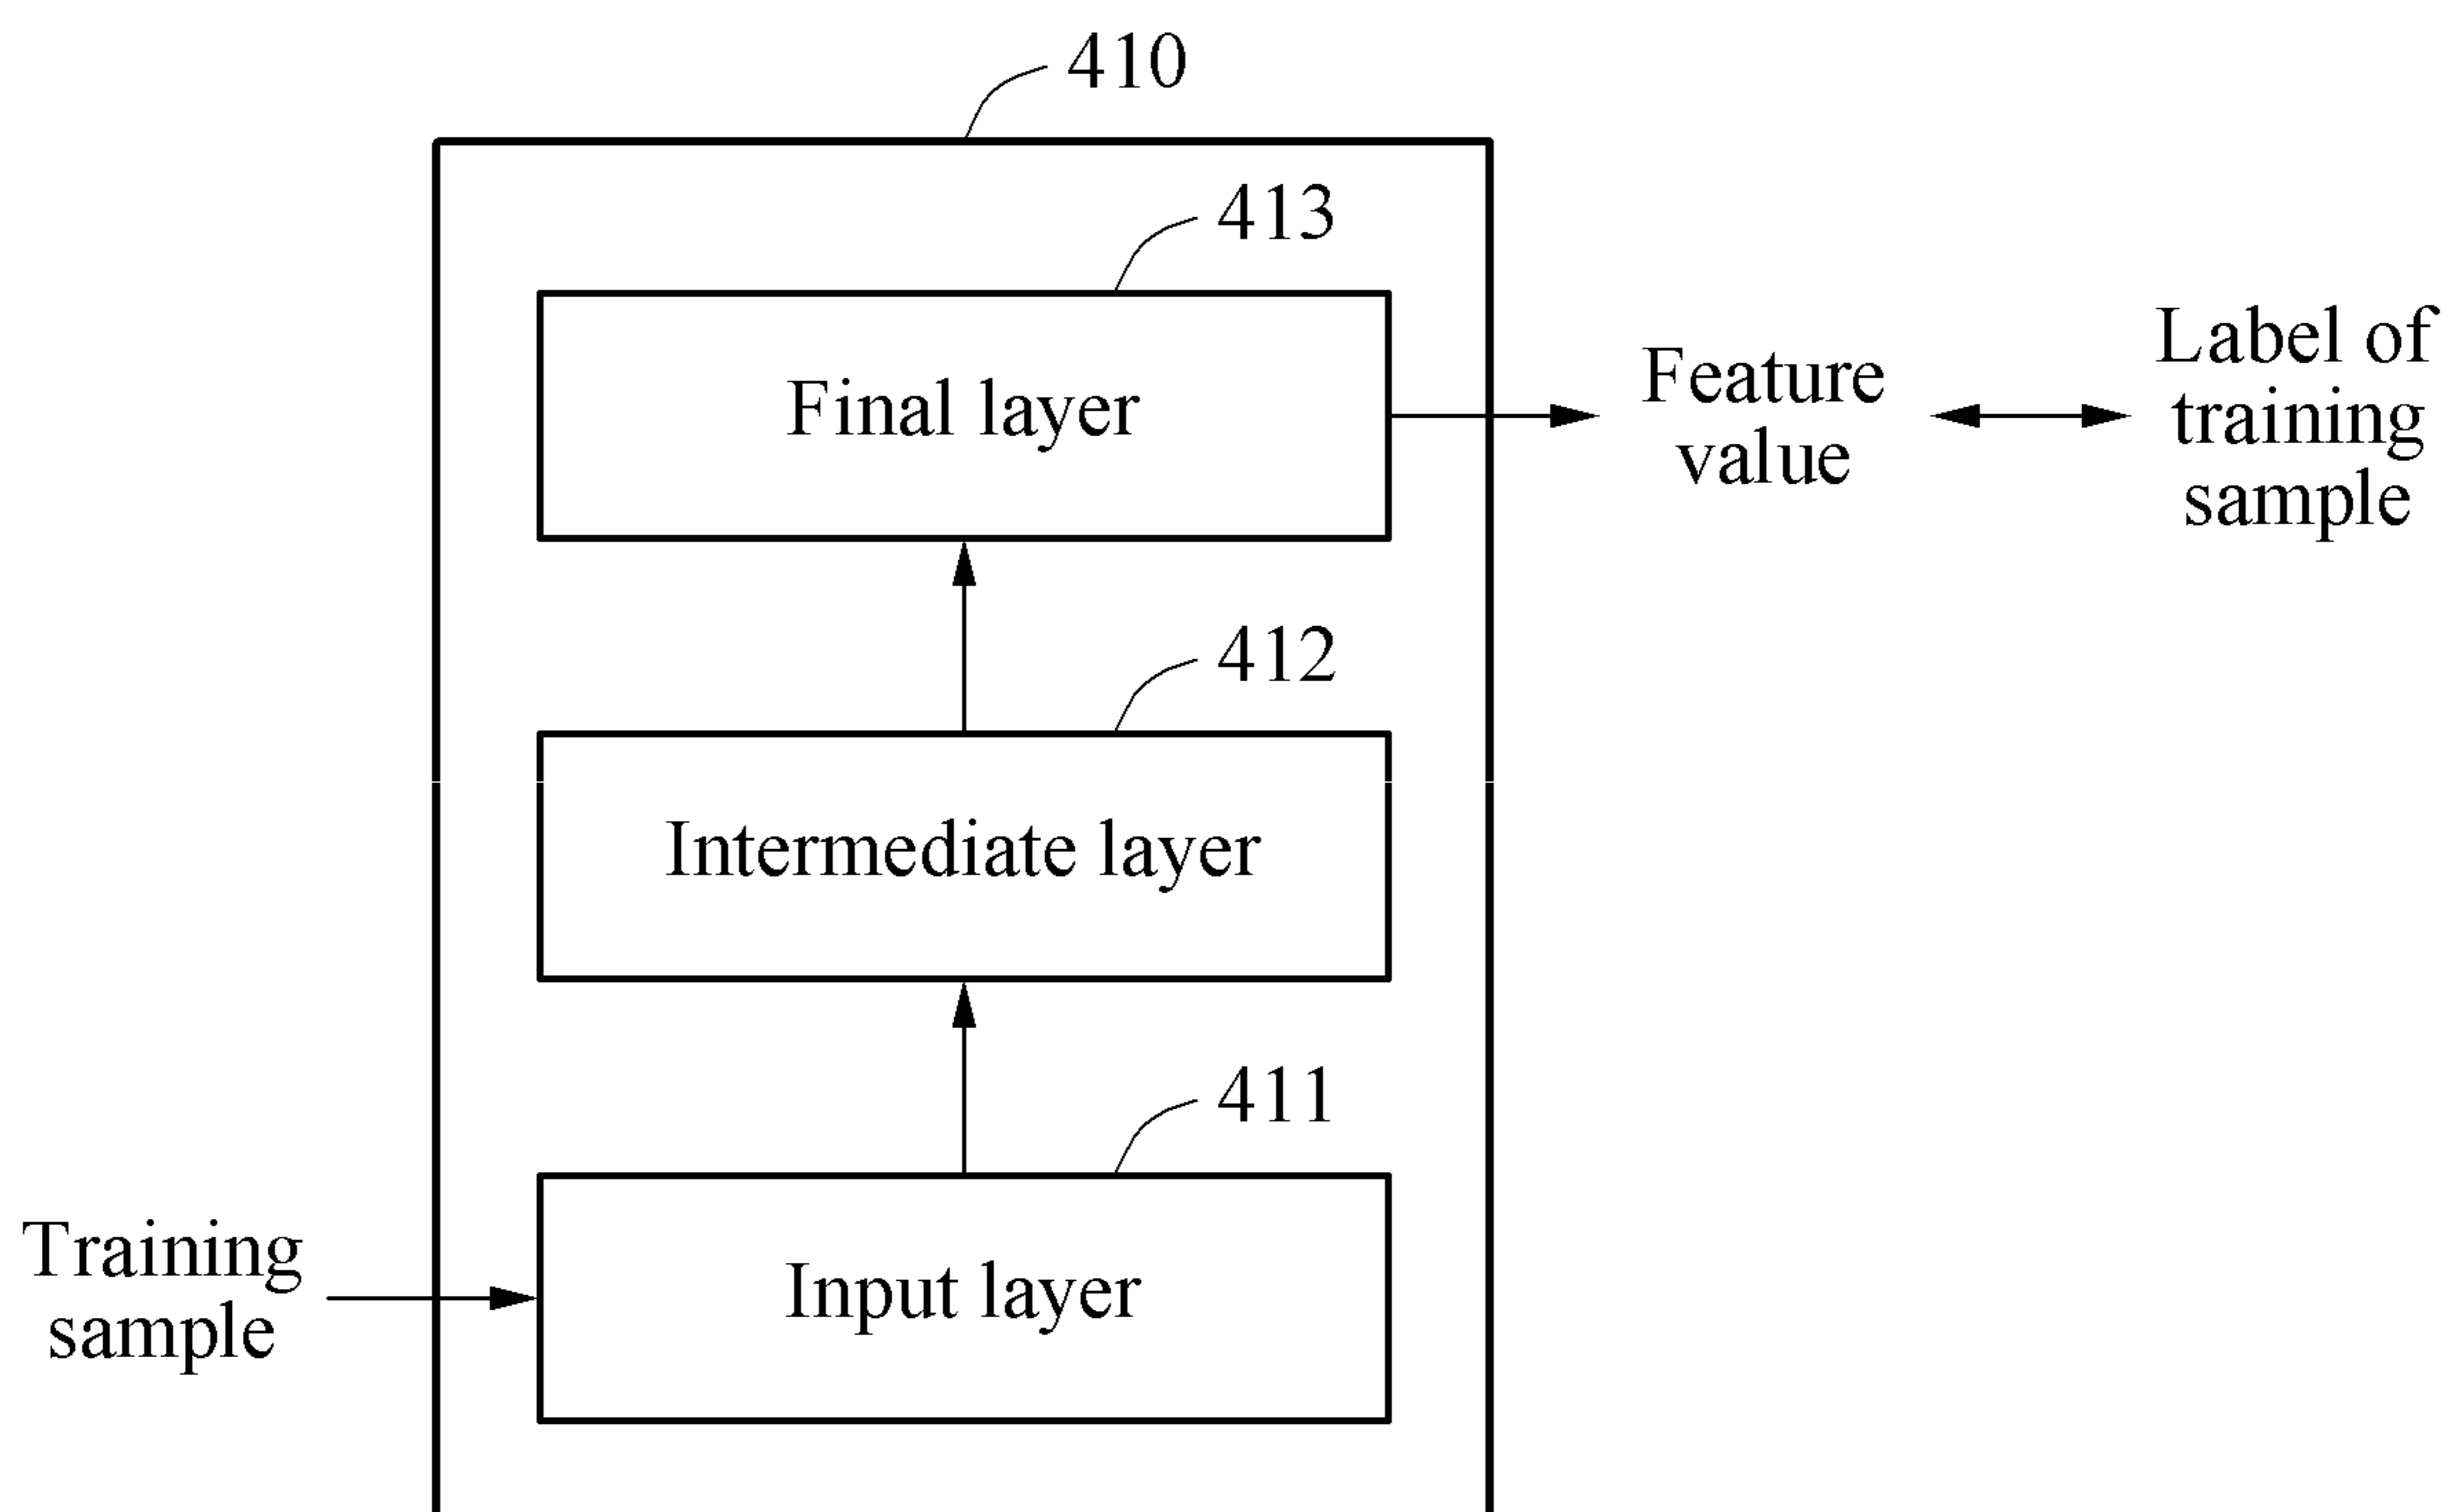 410
413
Final layer
Feature
value
Label of
training
sample
412
Intermediate layer
411
Input layer
Training
sample